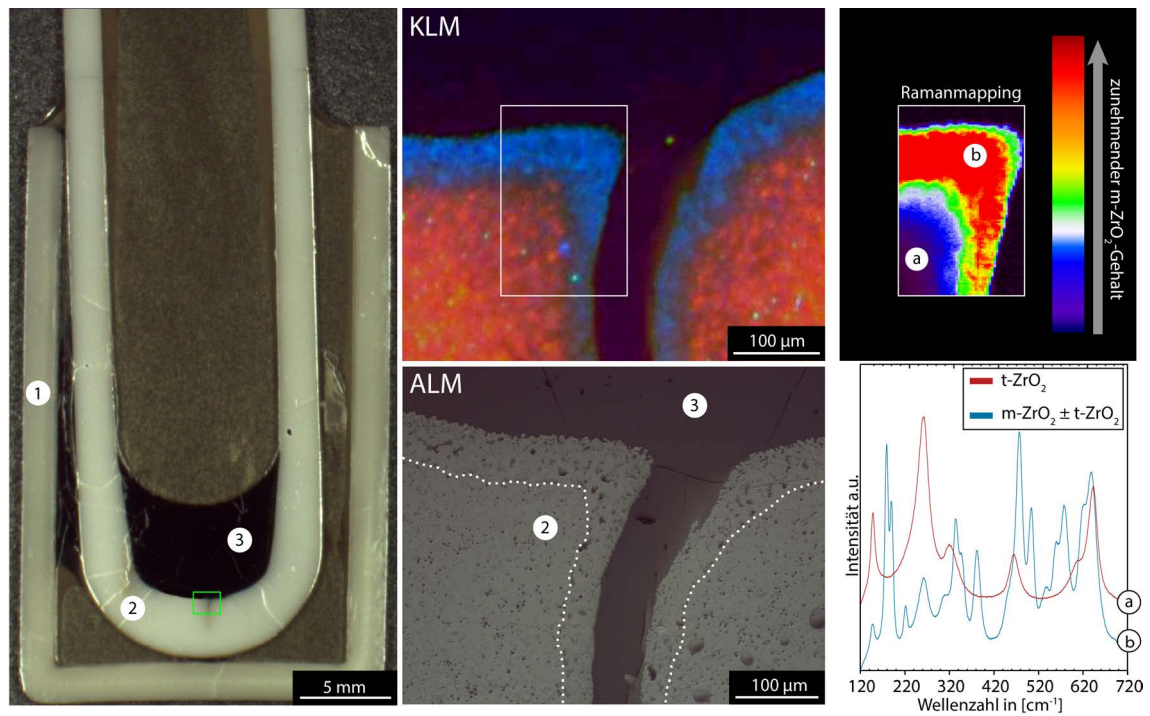 1
2
3
5 mm
KLM
100 µm
ALM
3
2
100 µm
Ramanmapping
b
a
zunehmender m-ZrO₂-Gehalt
t-ZrO₂
m-ZrO₂ ± t-ZrO₂
Intensität a.u.
a
b
120 220 320 420 520 620 720
Wellenzahl in [cm⁻¹]